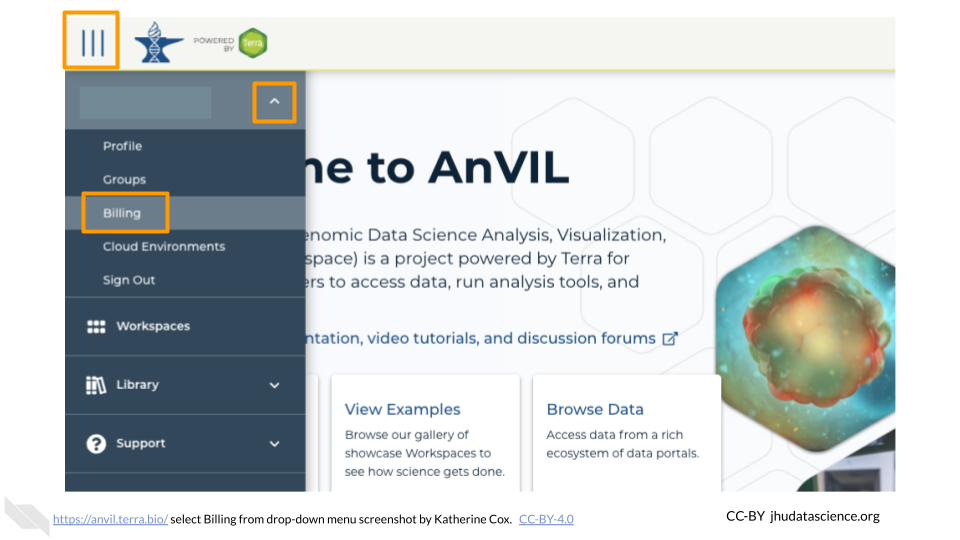 POWERED
BY
Terra
Profile
Groups
Billing
Cloud Environments
Sign Out
Workspaces
Library
Support
ne to AnVIL
enomic Data Science Analysis, Visualization,
space) is a project powered by Terra for
ers to access data, run analysis tools, and
ntation, video tutorials, and discussion forums
View Examples
Browse our gallery of
showcase Workspaces to
see how science gets done.
Browse Data
Access data from a rich
ecosystem of data portals.
https://anvil.terra.bio/ select Billing from drop-down menu screenshot by Katherine Cox. CC-BY-4.0
CC-BY jhudatascience.org